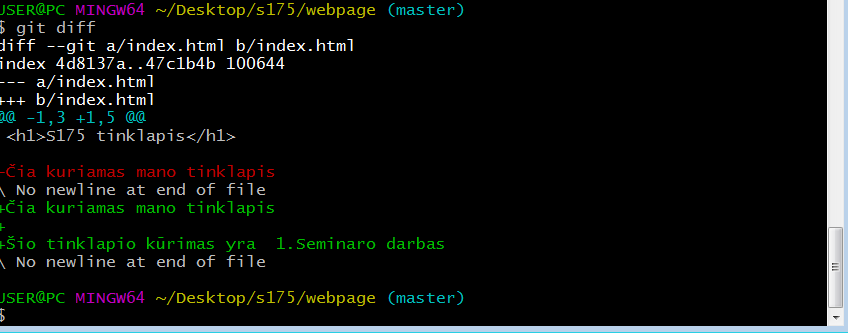 USER@PC MINGW64 ~/Desktop/s175/webpage (master)
$ git diff
diff --git a/index.html b/index.html
index 4d8137a..47c1b4b 100644
--- a/index.html
+++ b/index.html
@@ -1,3 +1,5 @@
 <h1>S175 tinklapis</h1>

-Čia kuriamas mano tinklapis
\ No newline at end of file
+Čia kuriamas mano tinklapis
+
+Šio tinklapio kūrimas yra  1.Seminaro darbas
\ No newline at end of file

USER@PC MINGW64 ~/Desktop/s175/webpage (master)
$